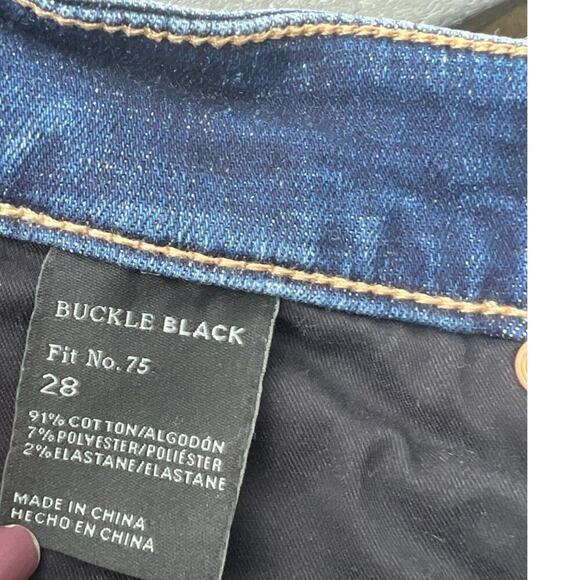 BUCKLE BLACK
Fit No. 75
28
91% COTTON/ALGODÓN
7% POLYESTER/POLIÉSTER
2% ELASTANE/ELASTANE
MADE IN CHINA
HECHO EN CHINA